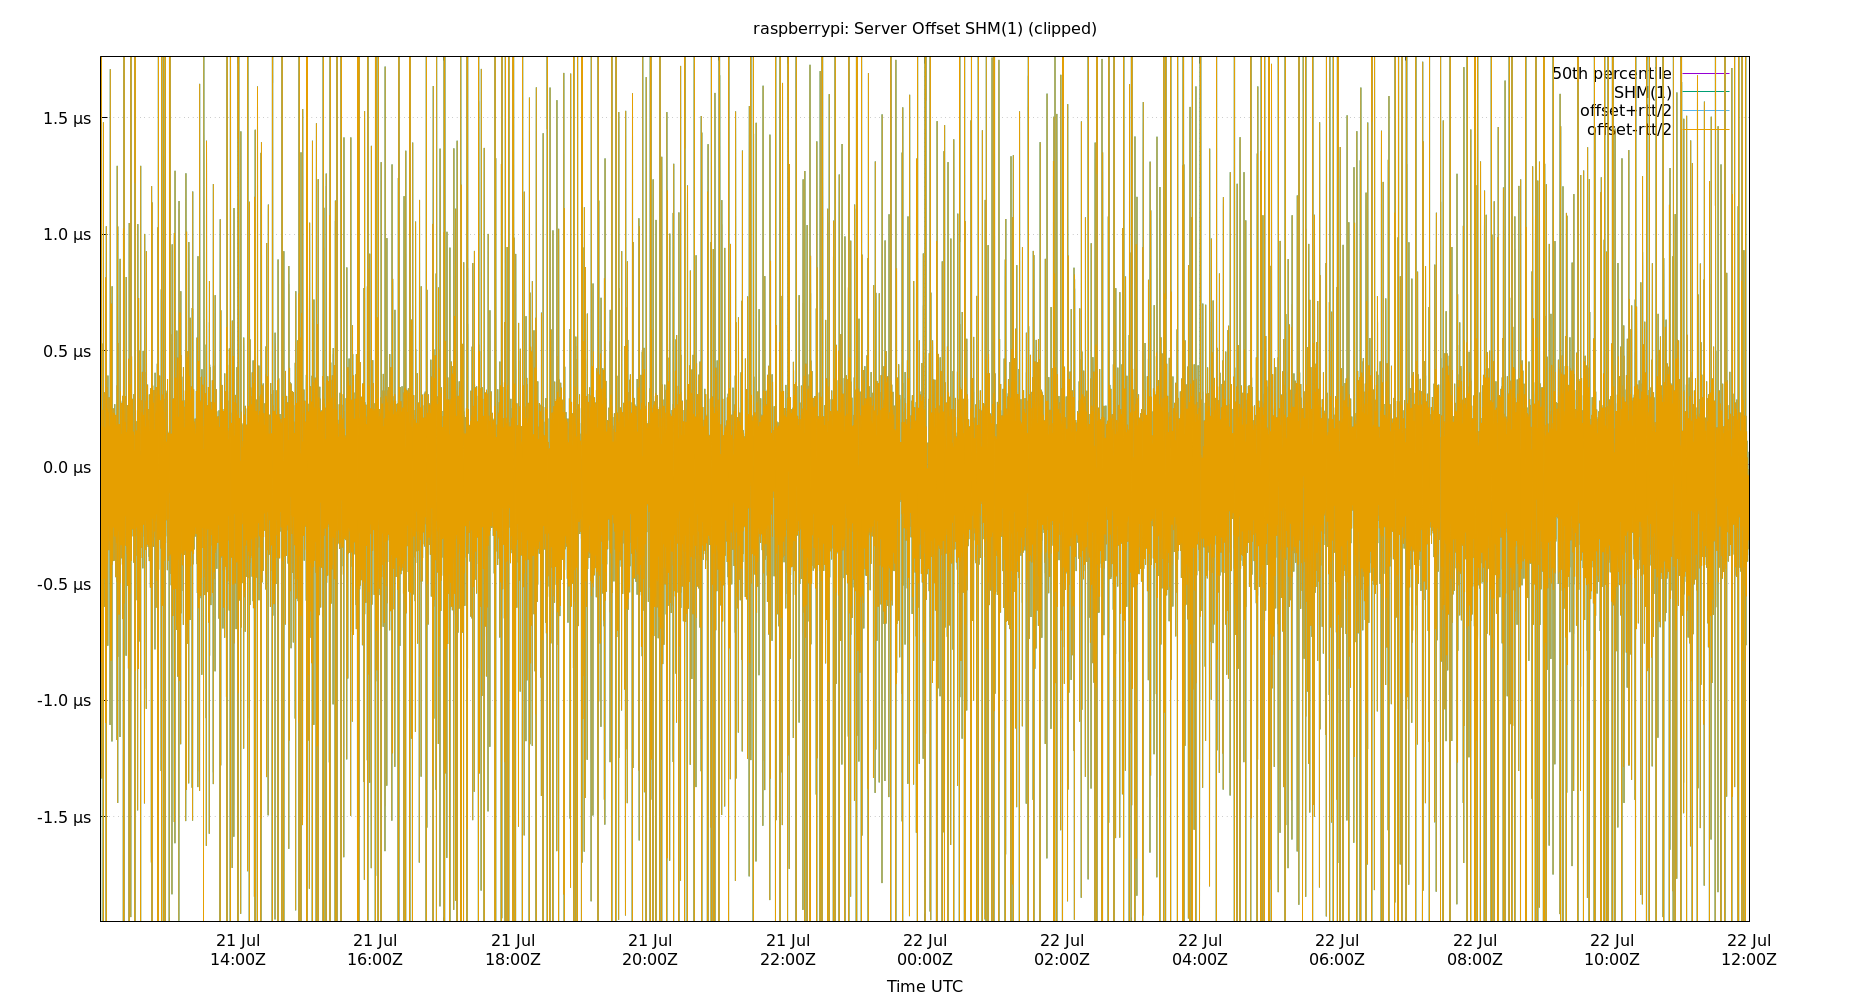 raspberrypi: Server Offset SHM(1) (clipped)
50th percentile
SHM(1)
offset+rtt/2
offset-rtt/2
1.5 µs
1.0 µs
0.5 µs
0.0 µs
-0.5 µs
-1.0 µs
-1.5 µs
21 Jul 21 Jul 21 Jul 21 Jul 21 Jul 22 Jul 22 Jul 22 Jul 22 Jul 22 Jul 22 Jul 22 Jul
14:00Z 16:00Z 18:00Z 20:00Z 22:00Z 00:00Z 02:00Z 04:00Z 06:00Z 08:00Z 10:00Z 12:00Z
Time UTC